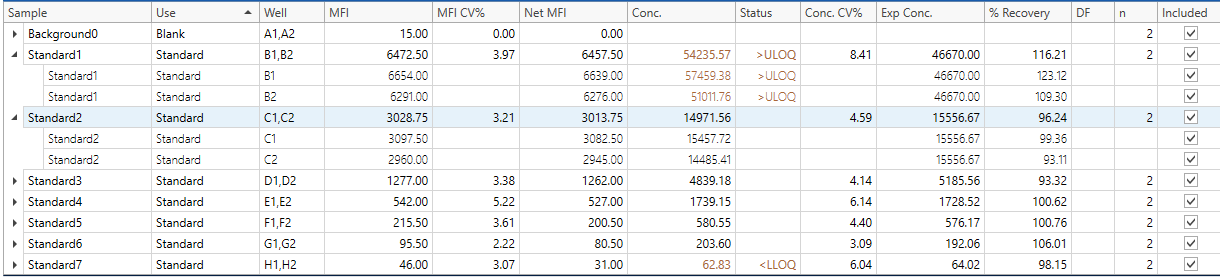 Sample Use Well MFI MFI CV% Net MFI Conc. Status Conc. CV% Exp Conc. % Recovery DF n Included
Background0 Blank A1,A2 15.00 0.00 0.00 2
Standard1 Standard B1,B2 6472.50 3.97 6457.50 54235.57 >ULOQ 8.41 46670.00 116.21 2
Standard1 Standard B1 6654.00 6639.00 57459.38 >ULOQ 46670.00 123.12
Standard1 Standard B2 6291.00 6276.00 51011.76 >ULOQ 46670.00 109.30
Standard2 Standard C1,C2 3028.75 3.21 3013.75 14971.56 4.59 15556.67 96.24 2
Standard2 Standard C1 3097.50 3082.50 15457.72 15556.67 99.36
Standard2 Standard C2 2960.00 2945.00 14485.41 15556.67 93.11
Standard3 Standard D1,D2 1277.00 3.38 1262.00 4839.18 4.14 5185.56 93.32 2
Standard4 Standard E1,E2 542.00 5.22 527.00 1739.15 6.14 1728.52 100.62 2
Standard5 Standard F1,F2 215.50 3.61 200.50 580.55 4.40 576.17 100.76 2
Standard6 Standard G1,G2 95.50 2.22 80.50 203.60 3.09 192.06 106.01 2
Standard7 Standard H1,H2 46.00 3.07 31.00 62.83 <LLOQ 6.04 64.02 98.15 2